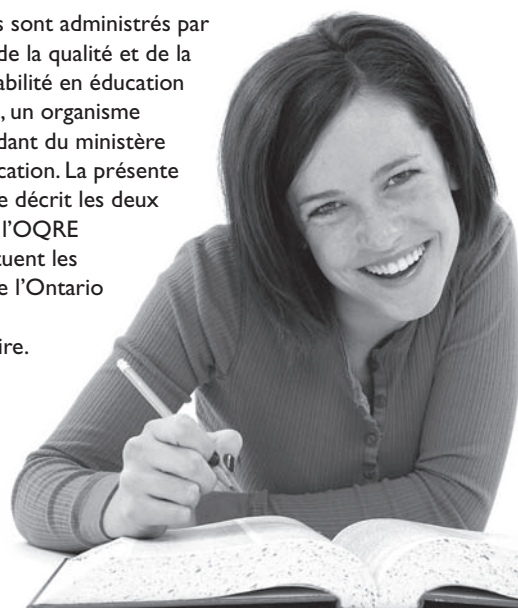 s sont administrés par
de la qualité et de la
abilité en éducation
, un organisme
dant du ministère
cation. La présente
e décrit les deux
l'OQRE
uent les
e l'Ontario
ire.